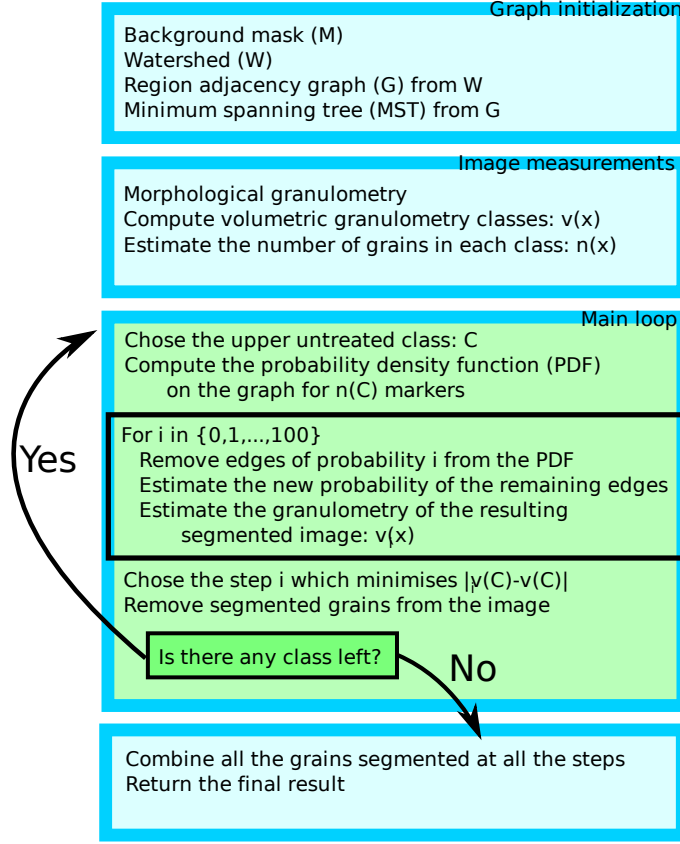 Graph initialization
Background mask (M)
Watershed (W)
Region adjacency graph (G) from W
Minimum spanning tree (MST) from G
Image measurements
Morphological granulometry
Compute volumetric granulometry classes: v(x)
Estimate the number of grains in each class: n(x)
Main loop
Chose the upper untreated class: C
Compute the probability density function (PDF)
on the graph for n(C) markers
For i in {0,1,...,100}
Yes
Remove edges of probability i from the PDF
Estimate the new probability of the remaining edges
Estimate the granulometry of the resulting
segmented image: vᵢ(x)
Chose the step i which minimises |vᵢ(C)-v(C)|
Remove segmented grains from the image
Is there any class left?
No
Combine all the grains segmented at all the steps
Return the final result